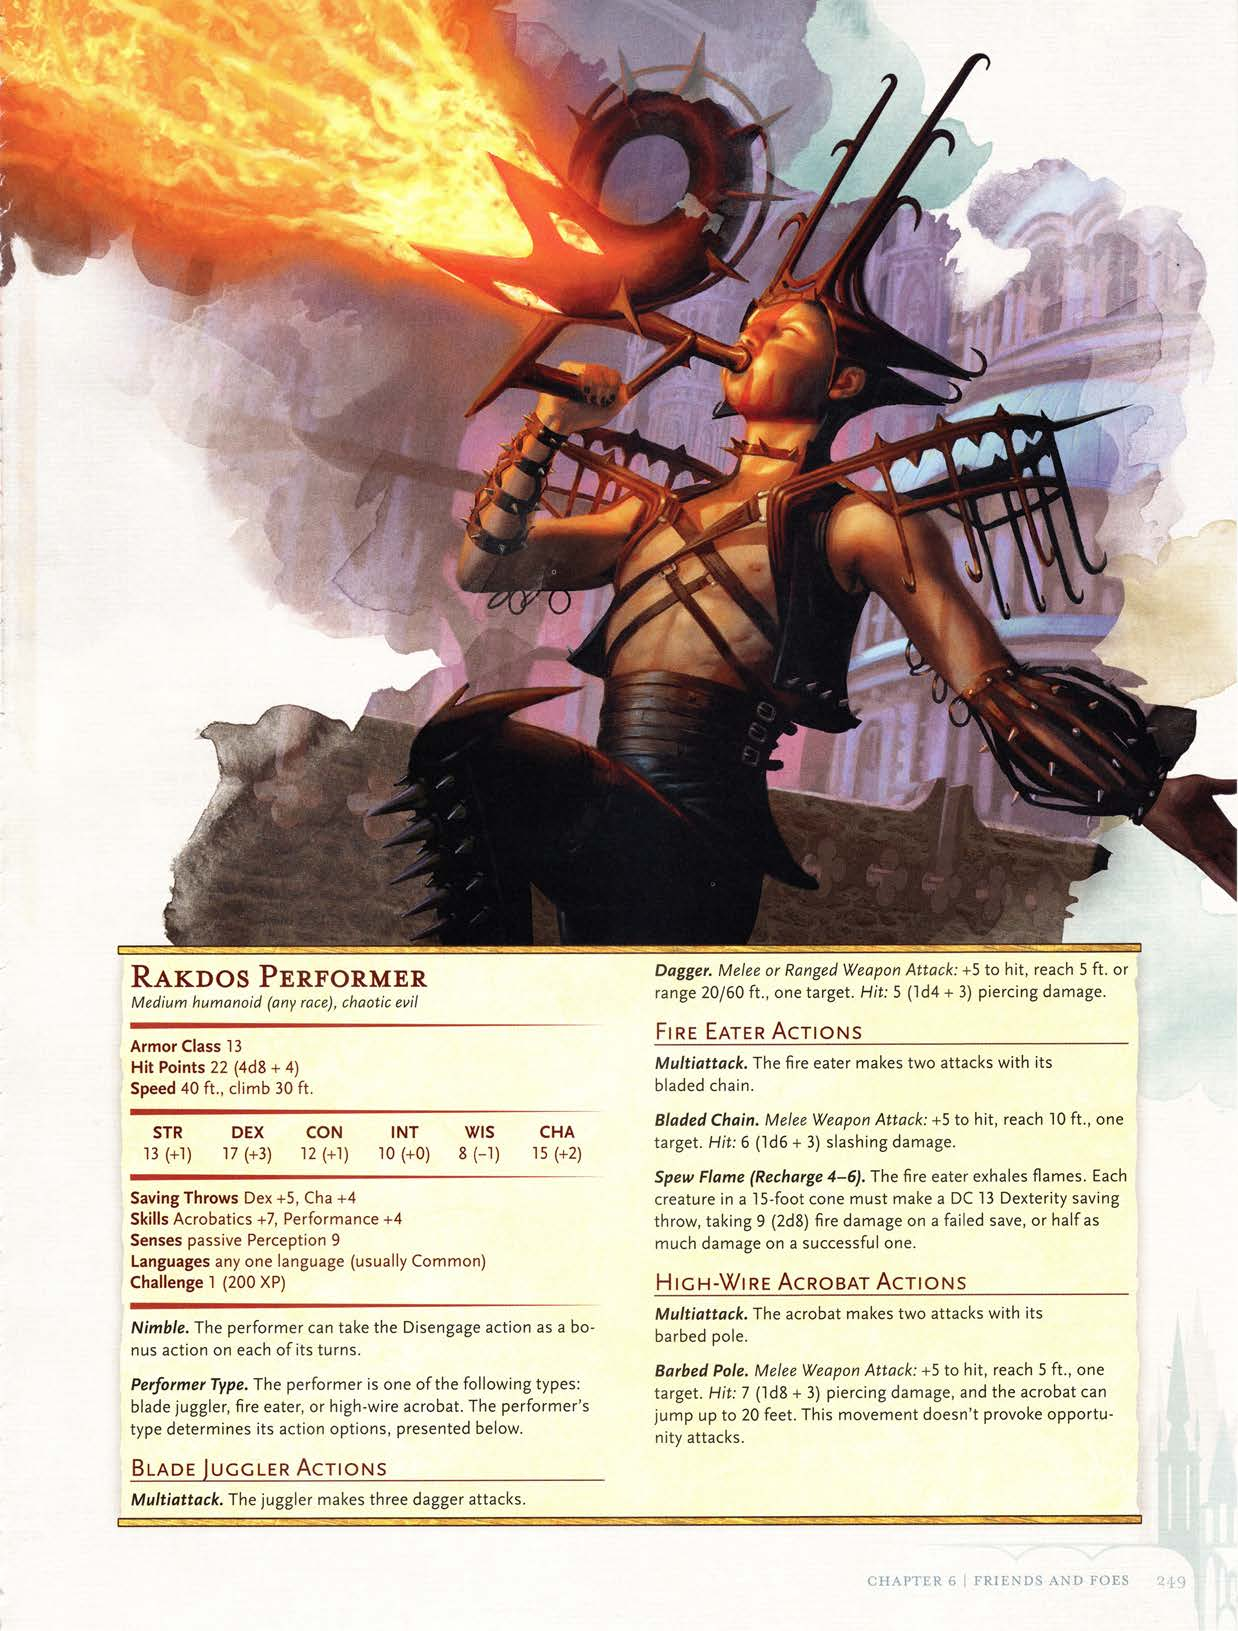 RAKDOS PERFORMER
Medium humanoid (any race), chaotic evil
Armor Class 13
Hit Points 22 (4d8 + 4)
Speed 40 ft., climb 30 ft.
STR DEX CON INT WIS CHA
13 (+1) 17 (+3) 12 (+1) 10 (+0) 8 (−1) 15 (+2)
Saving Throws Dex +5, Cha +4
Skills Acrobatics +7, Performance +4
Senses passive Perception 9
Languages any one language (usually Common)
Challenge 1 (200 XP)
Nimble. The performer can take the Disengage action as a bo-
nus action on each of its turns.
Performer Type. The performer is one of the following types:
blade juggler, fire eater, or high-wire acrobat. The performer's
type determines its action options, presented below.
BLADE JUGGLER ACTIONS
Multiattack. The juggler makes three dagger attacks.
Dagger. Melee or Ranged Weapon Attack: +5 to hit, reach 5 ft. or
range 20/60 ft., one target. Hit: 5 (1d4 + 3) piercing damage.
FIRE EATER ACTIONS
Multiattack. The fire eater makes two attacks with its
bladed chain.
Bladed Chain. Melee Weapon Attack: +5 to hit, reach 10 ft., one
target. Hit: 6 (1d6 + 3) slashing damage.
Spew Flame (Recharge 4–6). The fire eater exhales flames. Each
creature in a 15-foot cone must make a DC 13 Dexterity saving
throw, taking 9 (2d8) fire damage on a failed save, or half as
much damage on a successful one.
HIGH-WIRE ACROBAT ACTIONS
Multiattack. The acrobat makes two attacks with its
barbed pole.
Barbed Pole. Melee Weapon Attack: +5 to hit, reach 5 ft., one
target. Hit: 7 (1d8 + 3) piercing damage, and the acrobat can
jump up to 20 feet. This movement doesn't provoke opportu-
nity attacks.
CHAPTER 6 | FRIENDS AND FOES 249